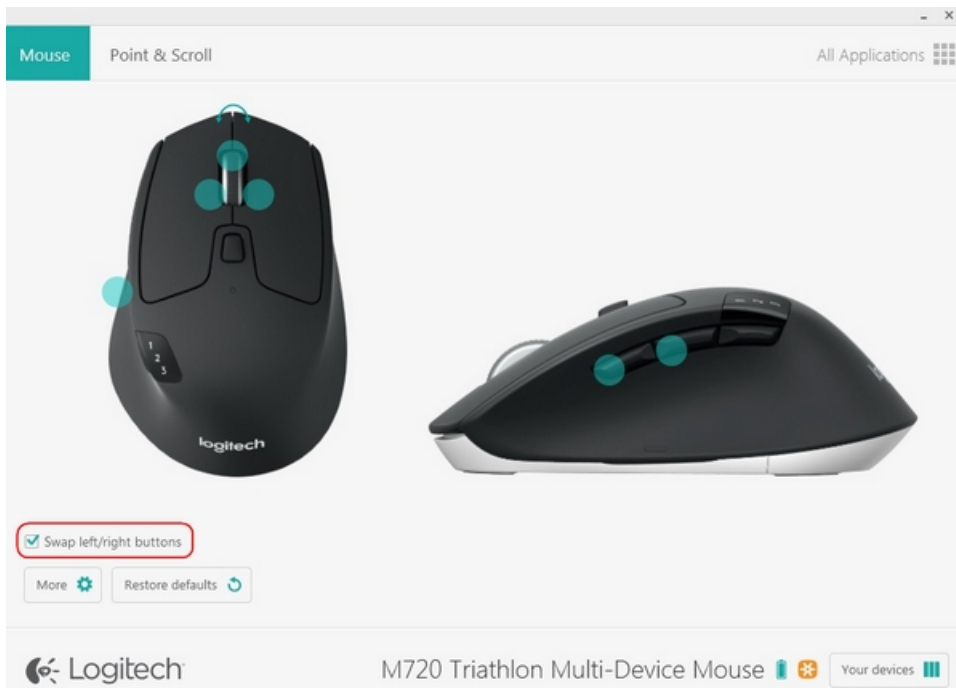 Mouse
Point & Scroll
All Applications
1
2
3
logitech
Swap left/right buttons
More
Restore defaults
Logitech
M720 Triathlon Multi-Device Mouse
Your devices